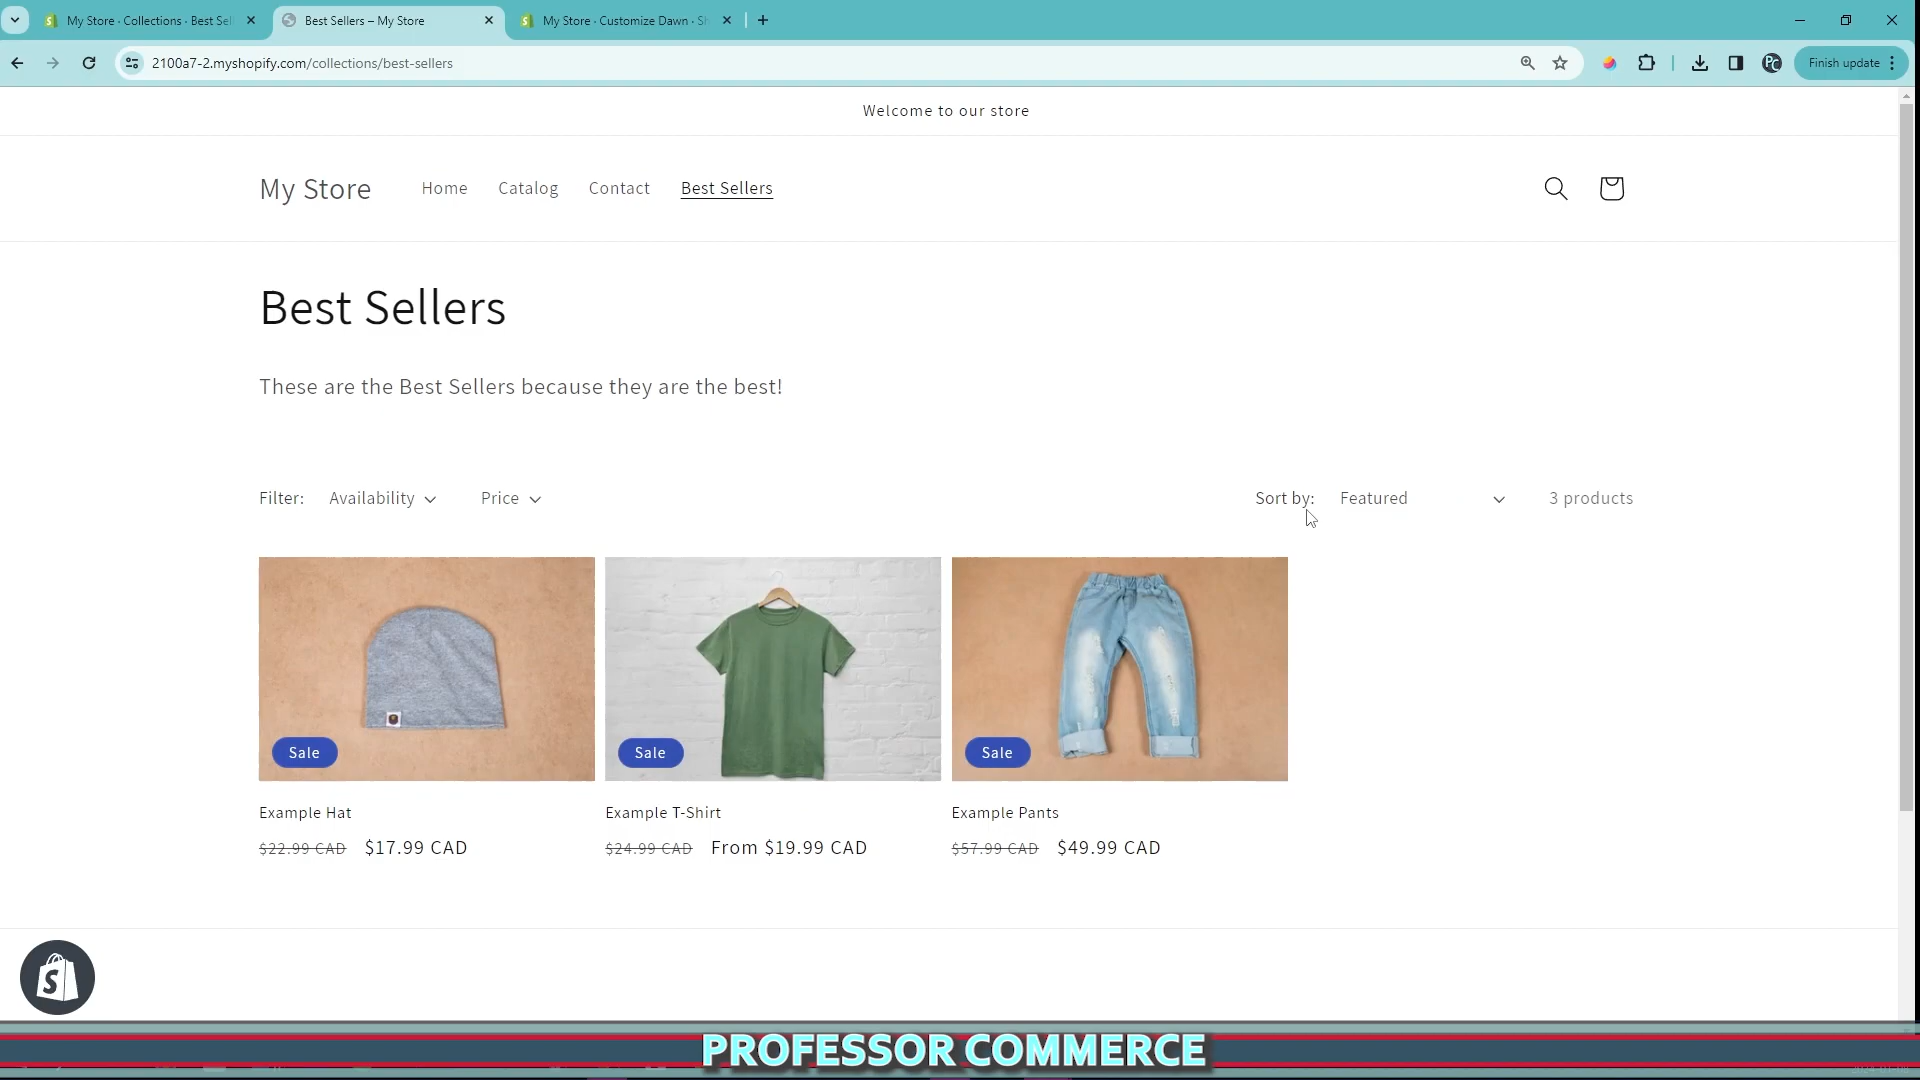 My Store · Collections · Best Sel
Best Sellers – My Store
My Store · Customize Dawn · Sh
2100a7-2.myshopify.com/collections/best-sellers
Finish update
Welcome to our store
My Store
Home
Catalog
Contact
Best Sellers
Best Sellers
These are the Best Sellers because they are the best!
Filter:
Availability
Price
Sort by:
Featured
3 products
Sale
Sale
Sale
Example Hat
Example T-Shirt
Example Pants
$22.99 CAD $17.99 CAD
$24.99 CAD From $19.99 CAD
$57.99 CAD $49.99 CAD
PROFESSOR COMMERCE